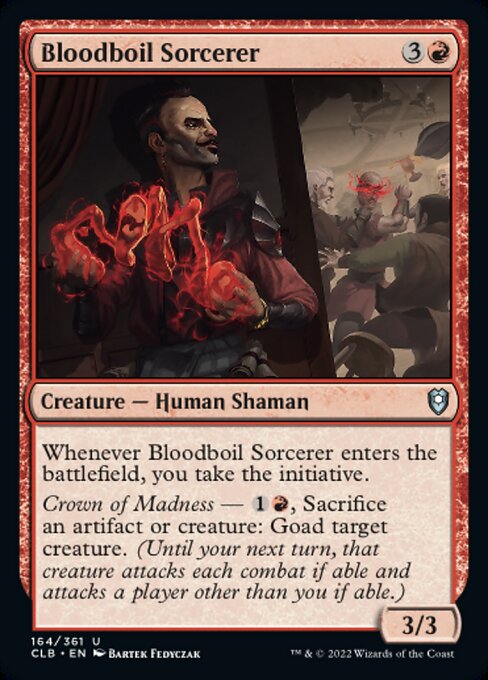 Bloodboil Sorcerer 3
Creature — Human Shaman
Whenever Bloodboil Sorcerer enters the
battlefield, you take the initiative.
Crown of Madness — 1 , Sacrifice
an artifact or creature: Goad target
creature. (Until your next turn, that
creature attacks each combat if able and
attacks a player other than you if able.)
3/3
164/361 U
CLB • EN Bartek Fedyczak
™ & © 2022 Wizards of the Coast